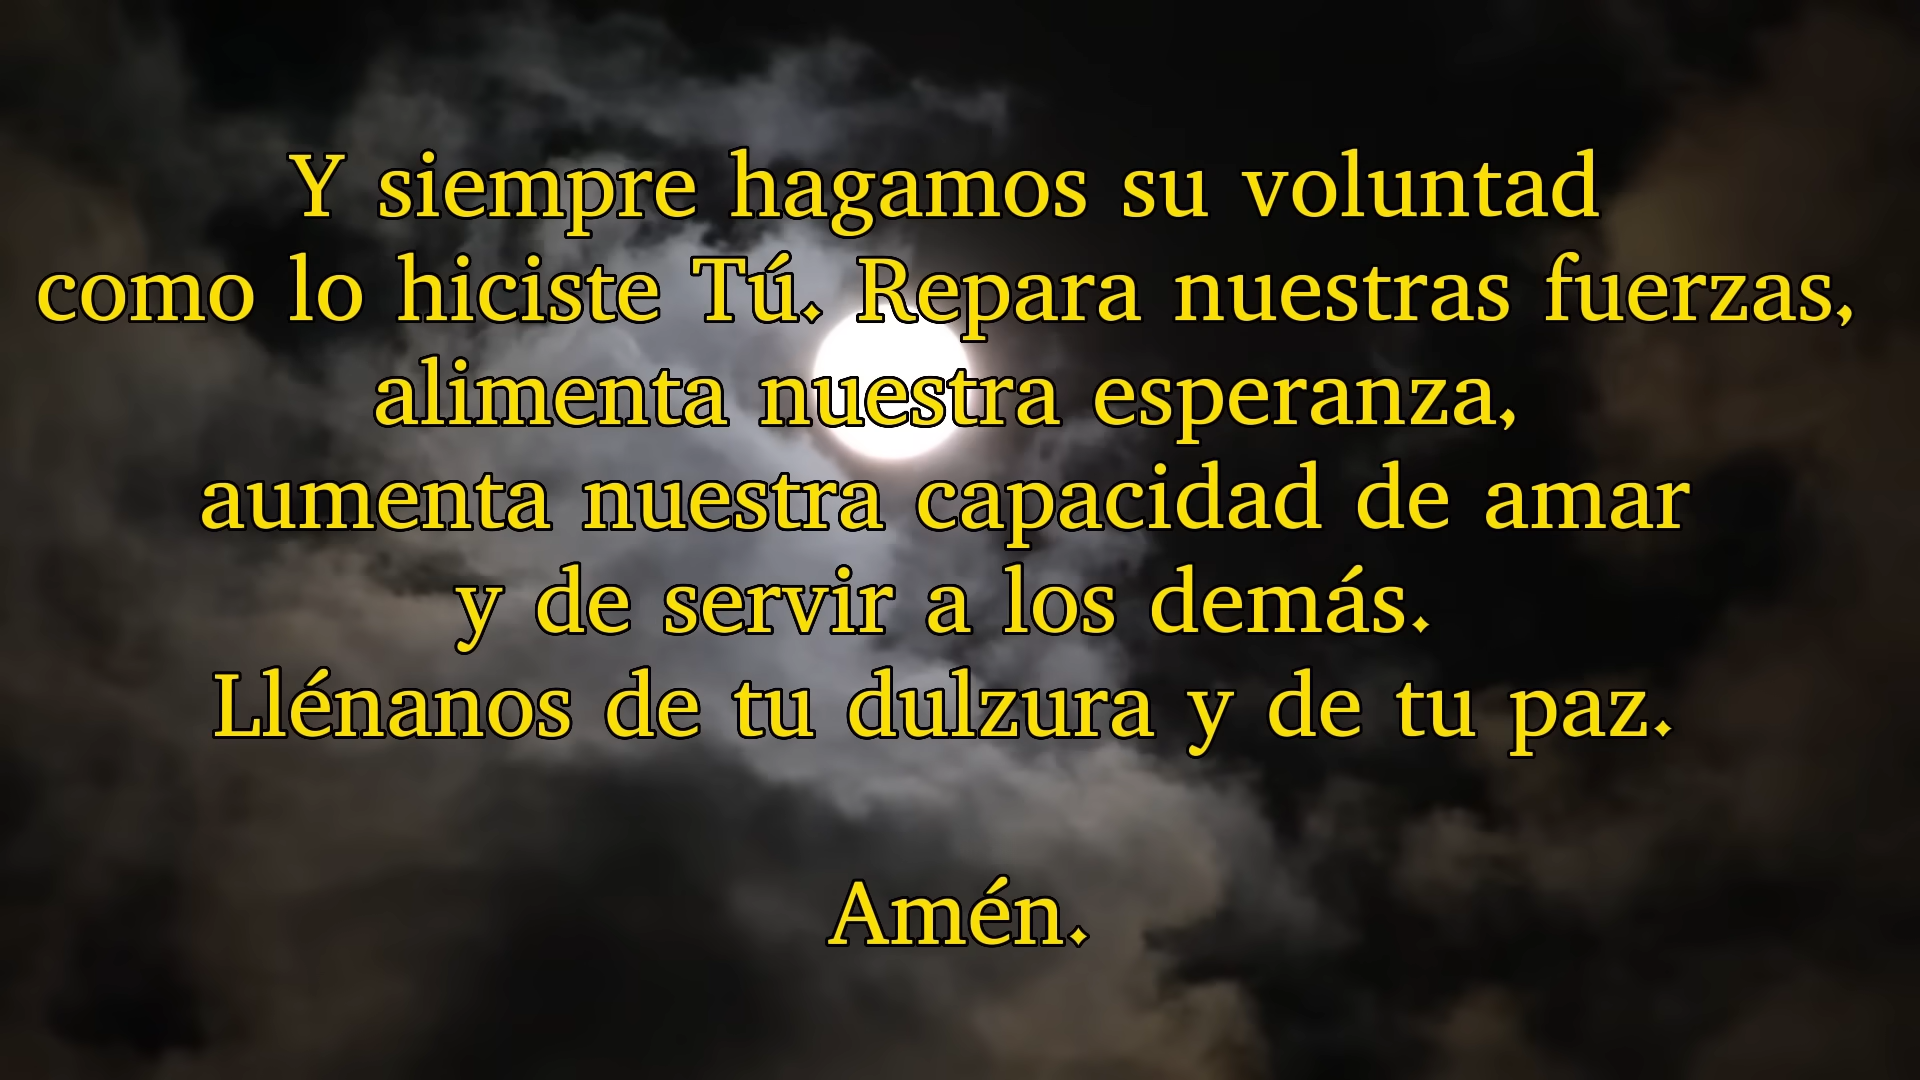 Y siempre hagamos su voluntad
como lo hiciste Tú. Repara nuestras fuerzas,
alimenta nuestra esperanza,
aumenta nuestra capacidad de amar
y de servir a los demás.
Llénanos de tu dulzura y de tu paz.
Amén.